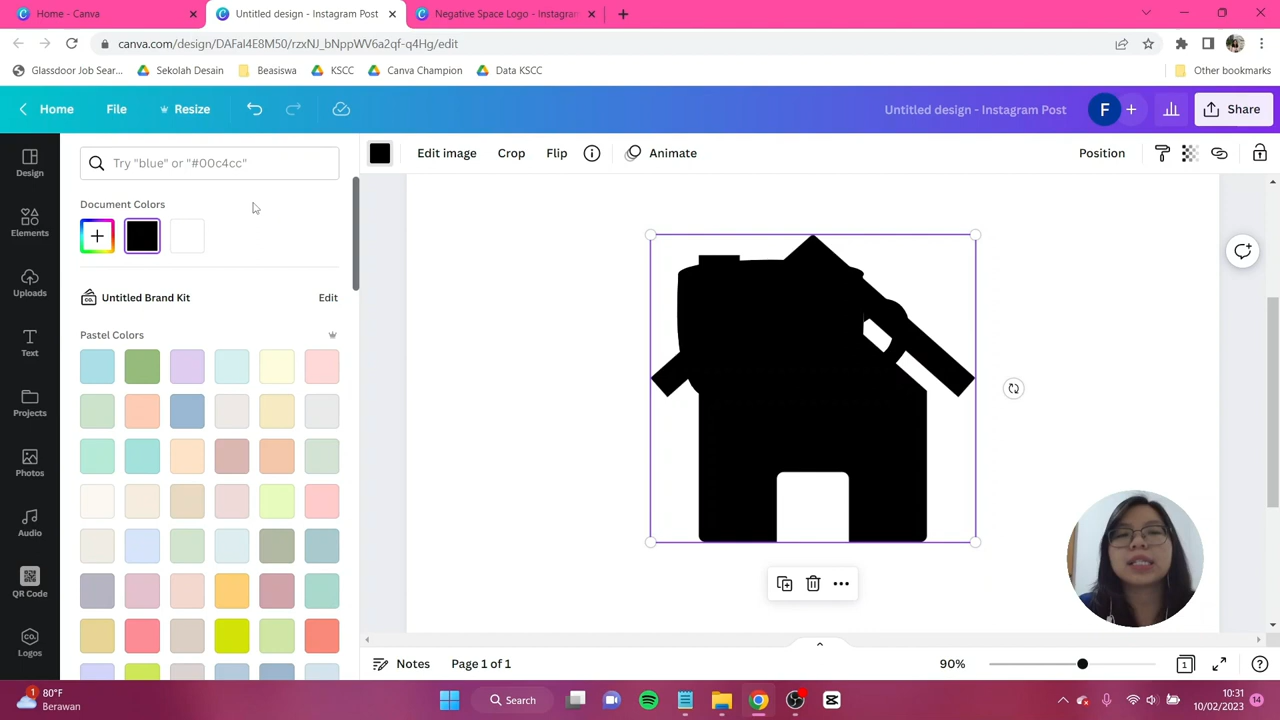 Home - Canva
Untitled design - Instagram Post
Negative Space Logo - Instagram
canva.com/design/DAFaI4E8M50/rzxNJ_bNppWV6a2qf-q4Hg/edit
Glassdoor Job Sear...
Sekolah Desain
Beasiswa
KSCC
Canva Champion
Data KSCC
Other bookmarks
Home
File
Resize
Untitled design - Instagram Post
F
Share
Design
Elements
Uploads
Text
Projects
Photos
Audio
QR Code
Logos
Try "blue" or "#00c4cc"
Document Colors
Untitled Brand Kit
Edit
Pastel Colors
Edit image
Crop
Flip
Animate
Position
Notes
Page 1 of 1
90%
1
1
80°F
Berawan
Search
10:31
10/02/2023
14